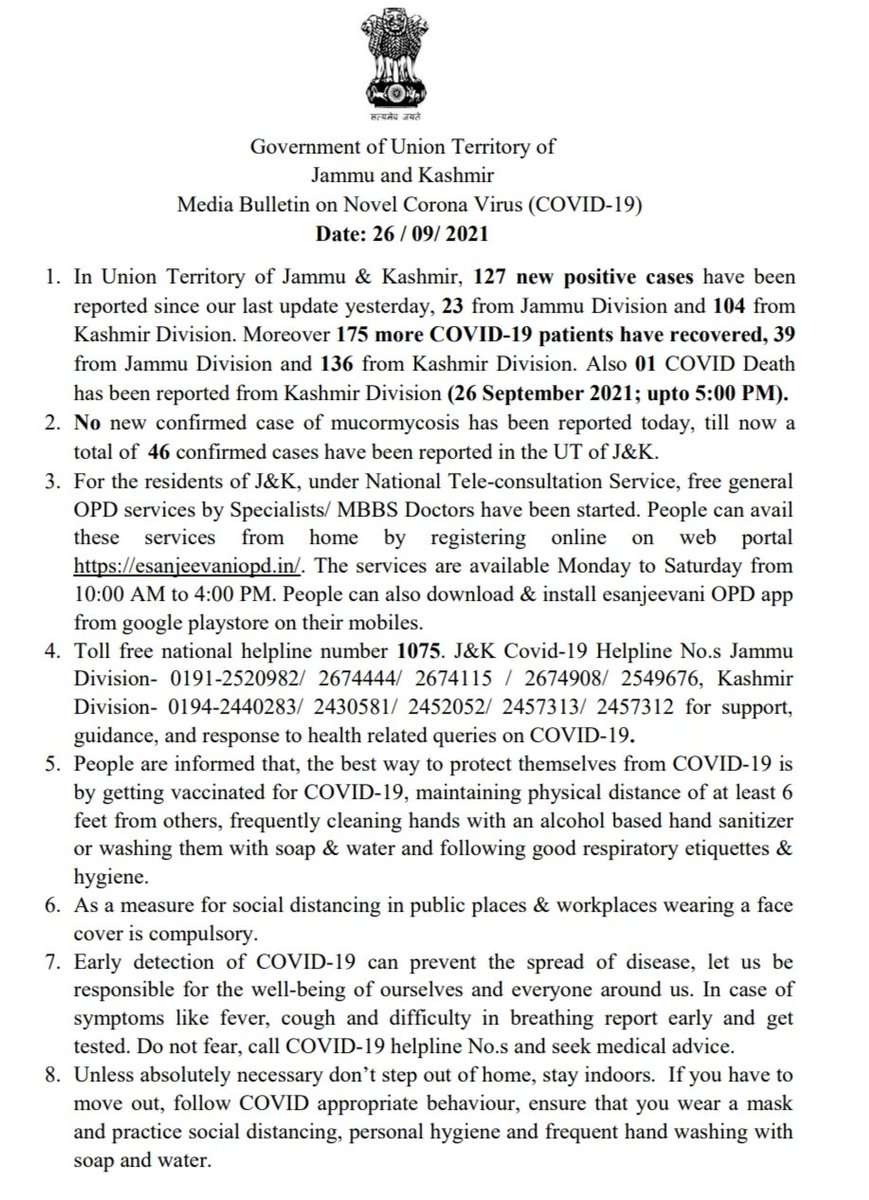 सत्यमेव जयते
Government of Union Territory of
Jammu and Kashmir
Media Bulletin on Novel Corona Virus (COVID-19)
Date: 26 / 09/ 2021
1. In Union Territory of Jammu & Kashmir, 127 new positive cases have been
reported since our last update yesterday, 23 from Jammu Division and 104 from
Kashmir Division. Moreover 175 more COVID-19 patients have recovered, 39
from Jammu Division and 136 from Kashmir Division. Also 01 COVID Death
has been reported from Kashmir Division (26 September 2021; upto 5:00 PM).
2. No new confirmed case of mucormycosis has been reported today, till now a
total of 46 confirmed cases have been reported in the UT of J&K.
3. For the residents of J&K, under National Tele-consultation Service, free general
OPD services by Specialists/ MBBS Doctors have been started. People can avail
these services from home by registering online on web portal
https://esanjeevaniopd.in/. The services are available Monday to Saturday from
10:00 AM to 4:00 PM. People can also download & install esanjeevani OPD app
from google playstore on their mobiles.
4. Toll free national helpline number 1075. J&K Covid-19 Helpline No.s Jammu
Division- 0191-2520982/ 2674444/ 2674115 / 2674908/ 2549676, Kashmir
Division- 0194-2440283/ 2430581/ 2452052/ 2457313/ 2457312 for support,
guidance, and response to health related queries on COVID-19.
5. People are informed that, the best way to protect themselves from COVID-19 is
by getting vaccinated for COVID-19, maintaining physical distance of at least 6
feet from others, frequently cleaning hands with an alcohol based hand sanitizer
or washing them with soap & water and following good respiratory etiquettes &
hygiene.
6. As a measure for social distancing in public places & workplaces wearing a face
cover is compulsory.
7. Early detection of COVID-19 can prevent the spread of disease, let us be
responsible for the well-being of ourselves and everyone around us. In case of
symptoms like fever, cough and difficulty in breathing report early and get
tested. Do not fear, call COVID-19 helpline No.s and seek medical advice.
8. Unless absolutely necessary don’t step out of home, stay indoors. If you have to
move out, follow COVID appropriate behaviour, ensure that you wear a mask
and practice social distancing, personal hygiene and frequent hand washing with
soap and water.